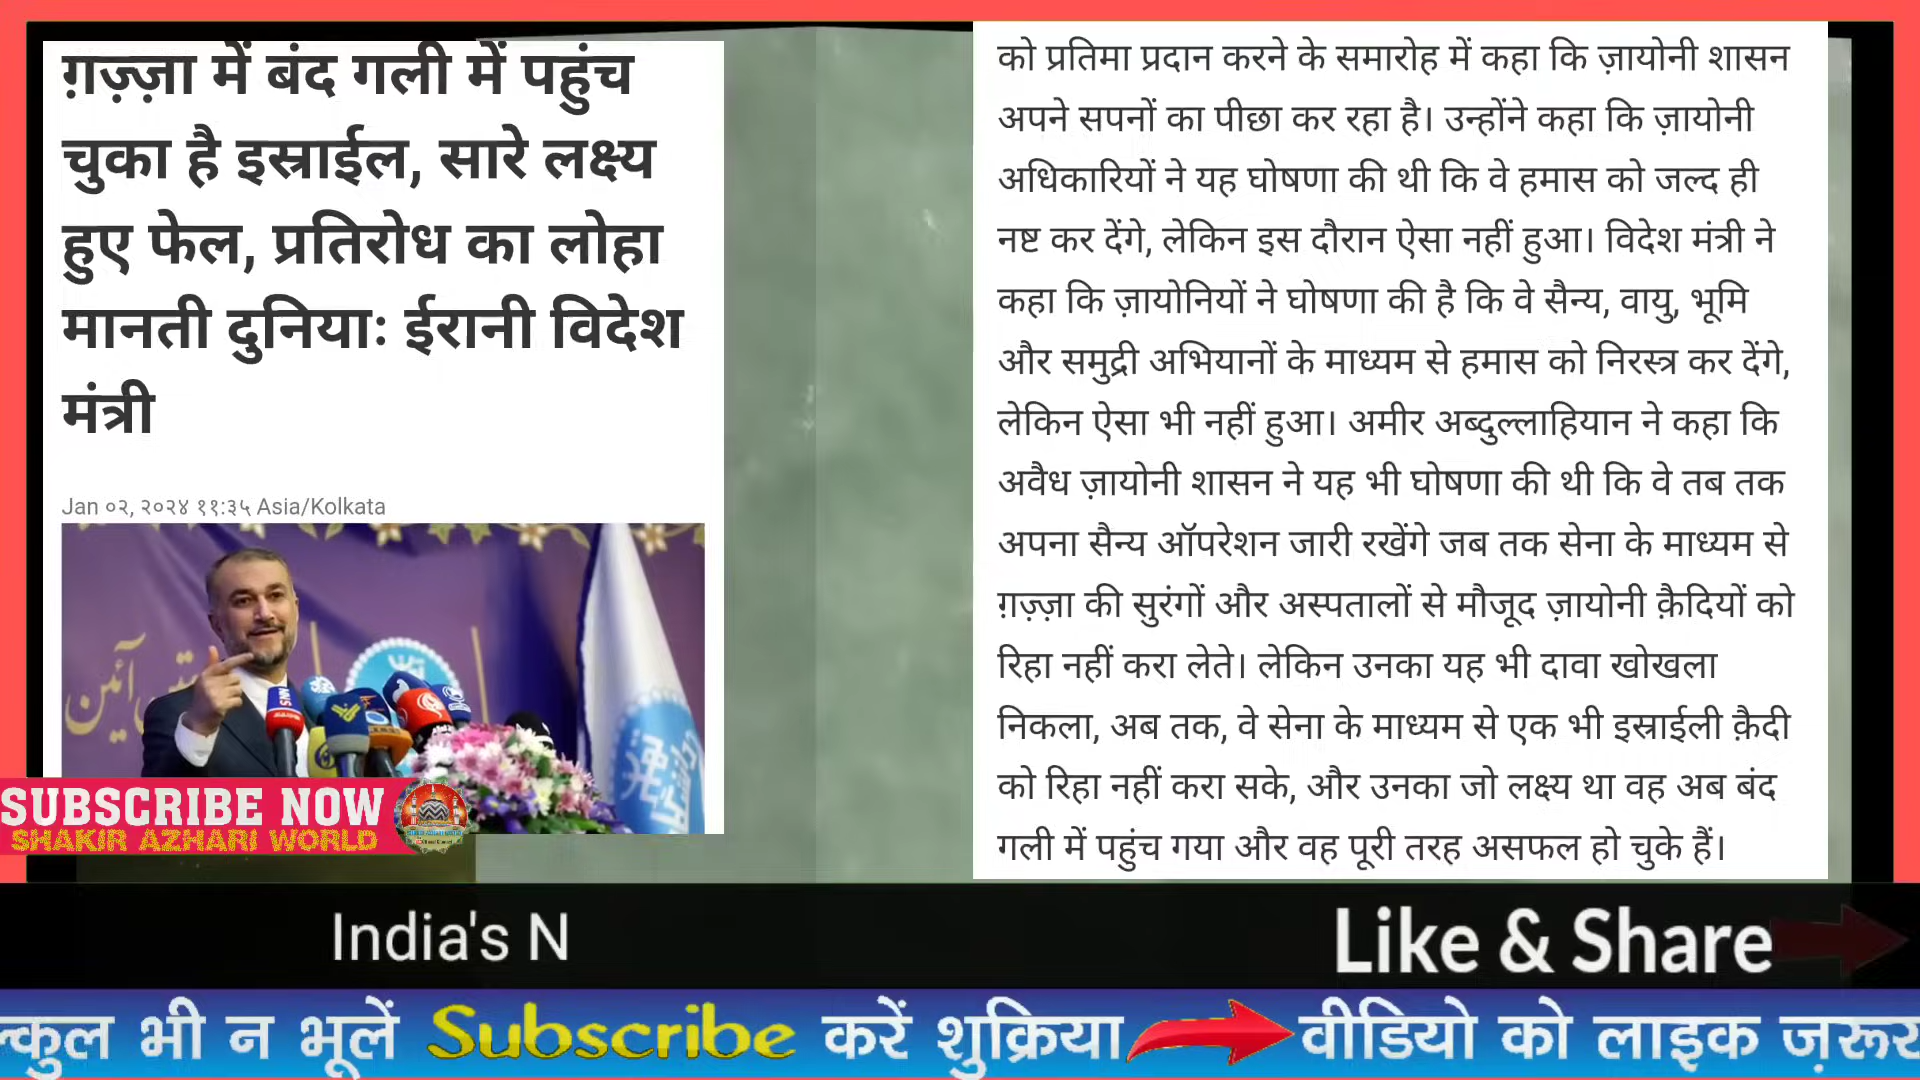 ग़ज़्ज़ा में बंद गली में पहुंच
चुका है इस्राईल, सारे लक्ष्य
हुए फेल, प्रतिरोध का लोहा
मानती दुनियाः ईरानी विदेश
मंत्री
Jan ०२, २०२४ ११:३५ Asia/Kolkata
को प्रतिमा प्रदान करने के समारोह में कहा कि ज़ायोनी शासन
अपने सपनों का पीछा कर रहा है। उन्होंने कहा कि ज़ायोनी
अधिकारियों ने यह घोषणा की थी कि वे हमास को जल्द ही
नष्ट कर देंगे, लेकिन इस दौरान ऐसा नहीं हुआ। विदेश मंत्री ने
कहा कि ज़ायोनियों ने घोषणा की है कि वे सैन्य, वायु, भूमि
और समुद्री अभियानों के माध्यम से हमास को निरस्त्र कर देंगे,
लेकिन ऐसा भी नहीं हुआ। अमीर अब्दुल्लाहियान ने कहा कि
अवैध ज़ायोनी शासन ने यह भी घोषणा की थी कि वे तब तक
अपना सैन्य ऑपरेशन जारी रखेंगे जब तक सेना के माध्यम से
ग़ज़्ज़ा की सुरंगों और अस्पतालों से मौजूद ज़ायोनी क़ैदियों को
रिहा नहीं करा लेते। लेकिन उनका यह भी दावा खोखला
निकला, अब तक, वे सेना के माध्यम से एक भी इस्राईली क़ैदी
को रिहा नहीं करा सके, और उनका जो लक्ष्य था वह अब बंद
गली में पहुंच गया और वह पूरी तरह असफल हो चुके हैं।
SUBSCRIBE NOW
SHAKIR AZHARI WORLD
India's N
Like & Share
ल्कुल भी न भूलें Subscribe करें शुक्रिया वीडियो को लाइक ज़रूर